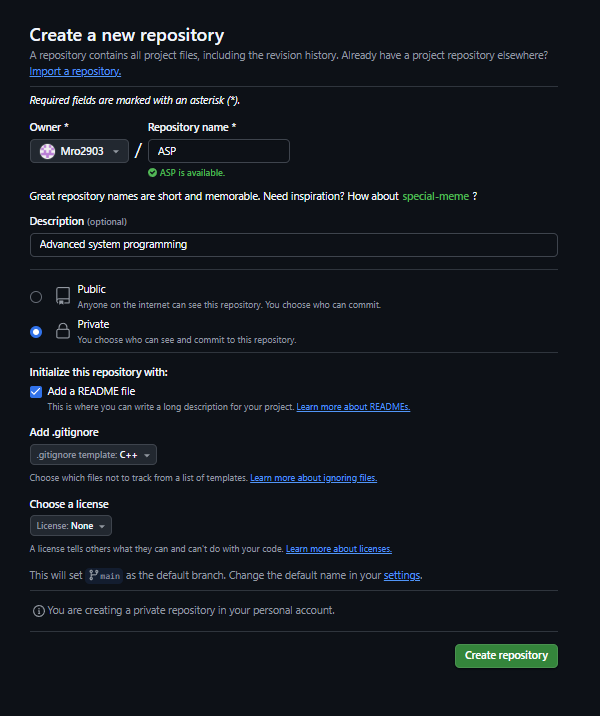 Create a new repository
A repository contains all project files, including the revision history. Already have a project repository elsewhere?
Import a repository.
Required fields are marked with an asterisk (*).
Owner *
Repository name *
Mro2903
/
ASP
ASP is available.
Great repository names are short and memorable. Need inspiration? How about special-meme ?
Description (optional)
Advanced system programming
Public
Anyone on the internet can see this repository. You choose who can commit.
Private
You choose who can see and commit to this repository.
Initialize this repository with:
Add a README file
This is where you can write a long description for your project. Learn more about READMEs.
Add .gitignore
.gitignore template: C++
Choose which files not to track from a list of templates. Learn more about ignoring files.
Choose a license
License: None
A license tells others what they can and can't do with your code. Learn more about licenses.
This will set main as the default branch. Change the default name in your settings.
You are creating a private repository in your personal account.
Create repository